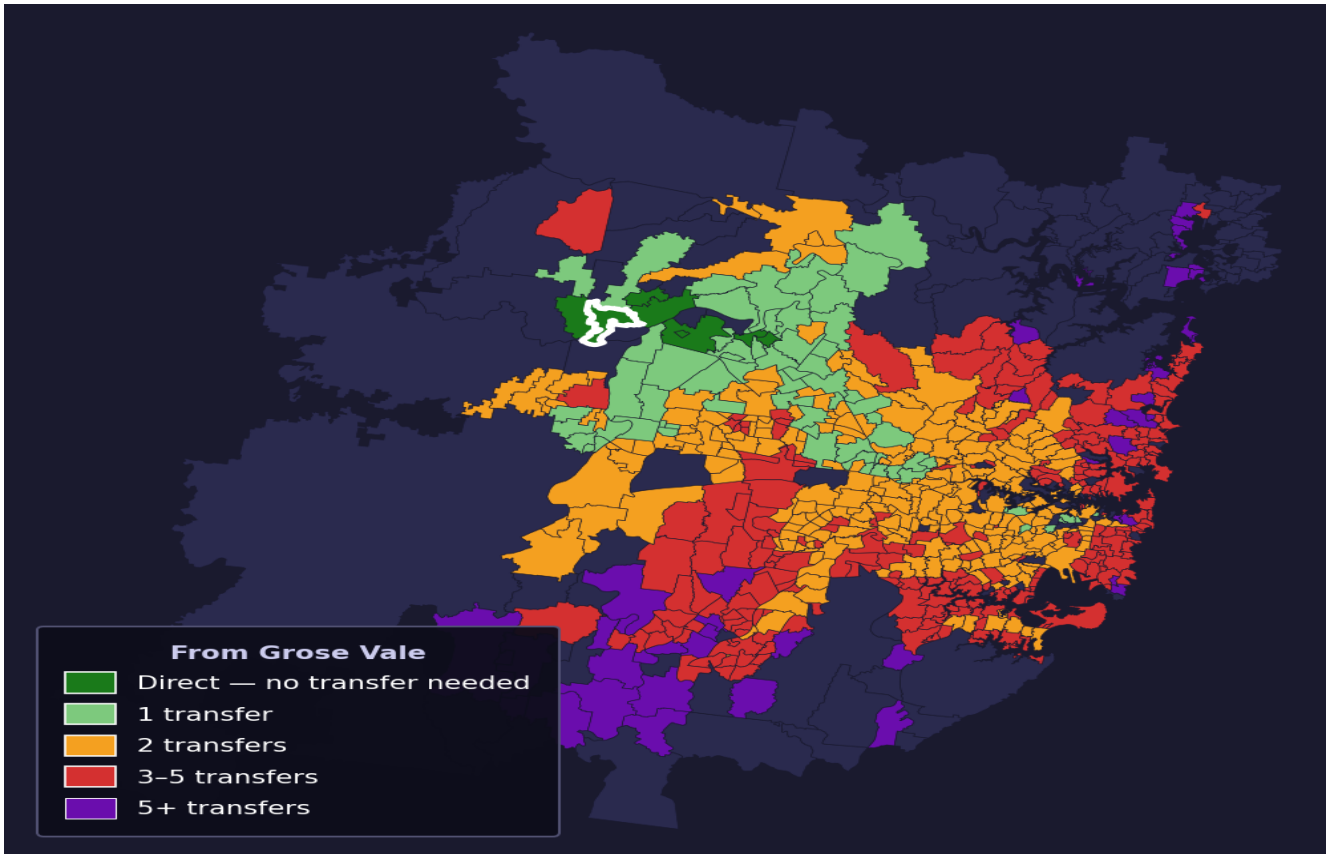 From Grose Vale
Direct — no transfer needed
1 transfer
2 transfers
3–5 transfers
5+ transfers